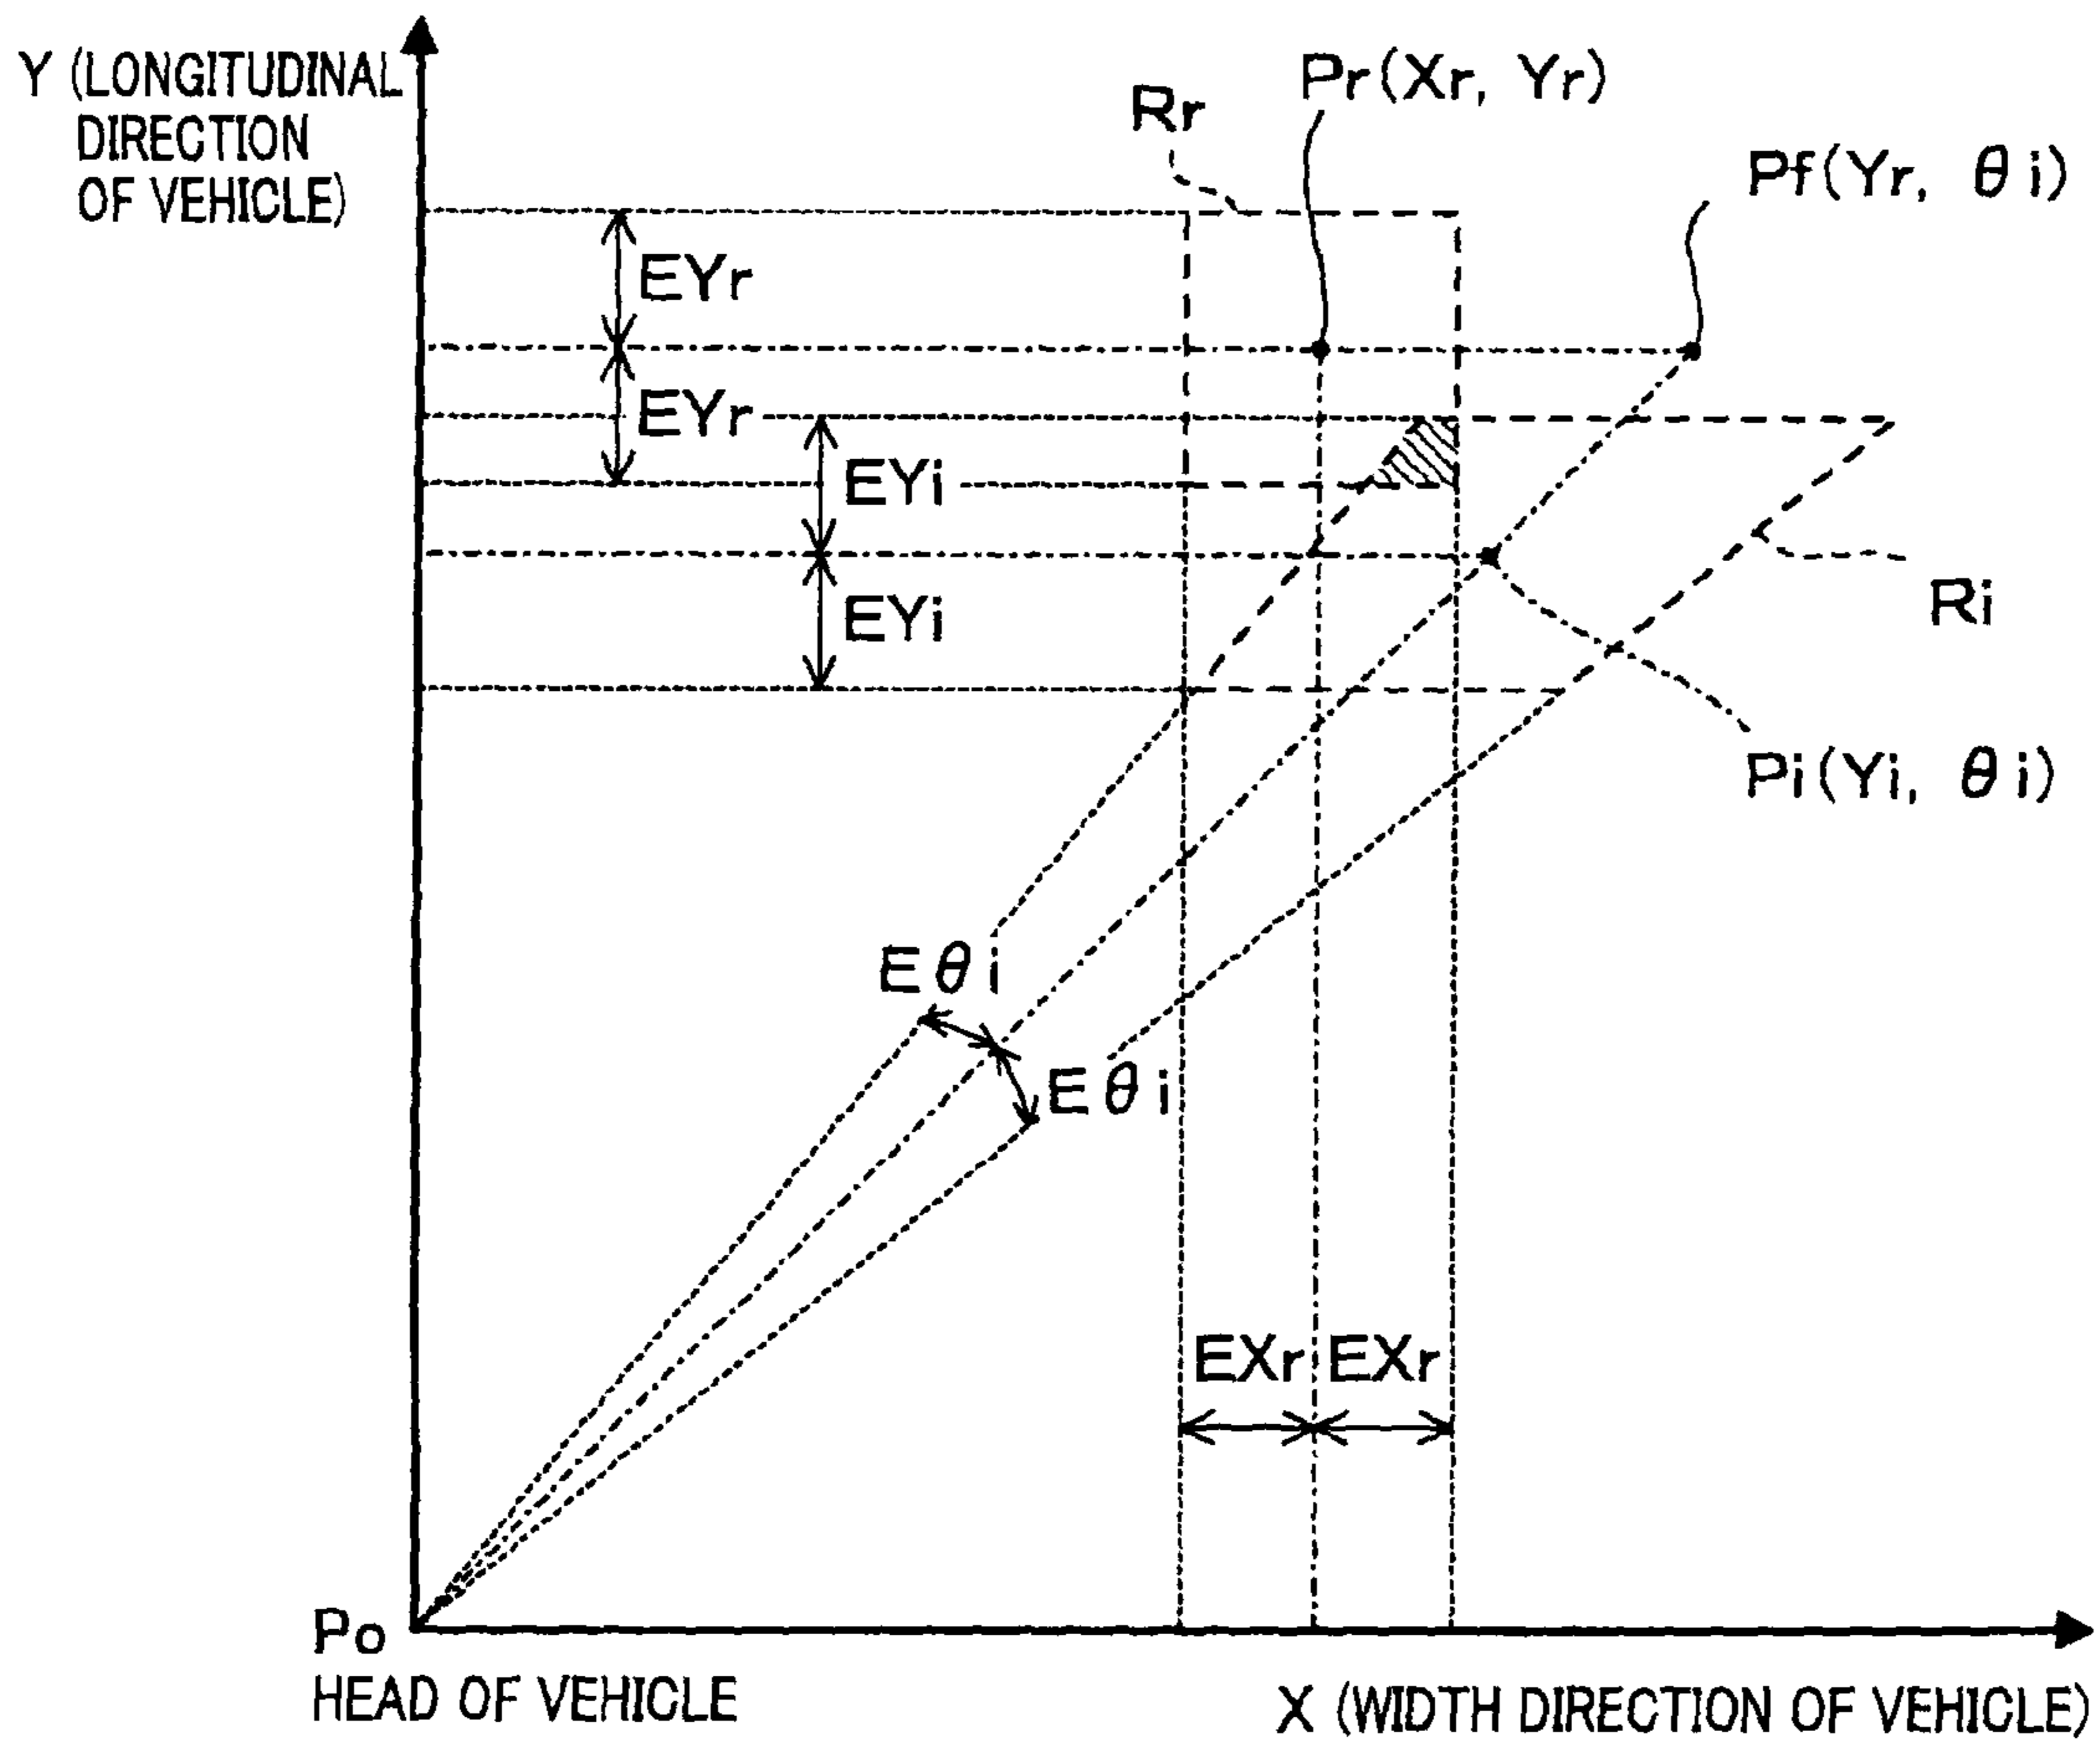 Y (LONGITUDINAL
DIRECTION
OF VEHICLE)
Rr
Pr(Xr, Yr)
Pf(Yr, θi)
EYr
EYr
EYi
EYi
Ri
Pi(Yi, θi)
Eθi
Eθi
EXr
EXr
Po
HEAD OF VEHICLE
X (WIDTH DIRECTION OF VEHICLE)